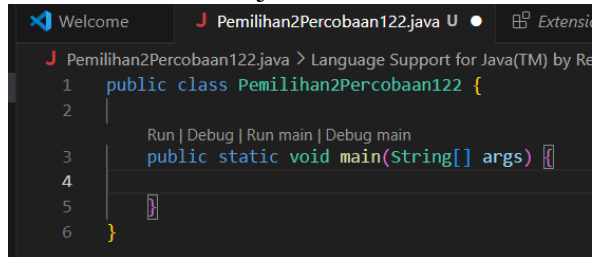 Welcome
J Pemilihan2Percobaan122.java U ●
Extensi
J Pemilihan2Percobaan122.java > Language Support for Java(TM) by Re
1 public class Pemilihan2Percobaan122 {
2
Run | Debug | Run main | Debug main
3 public static void main(String[] args) {
4
5 }
6 }